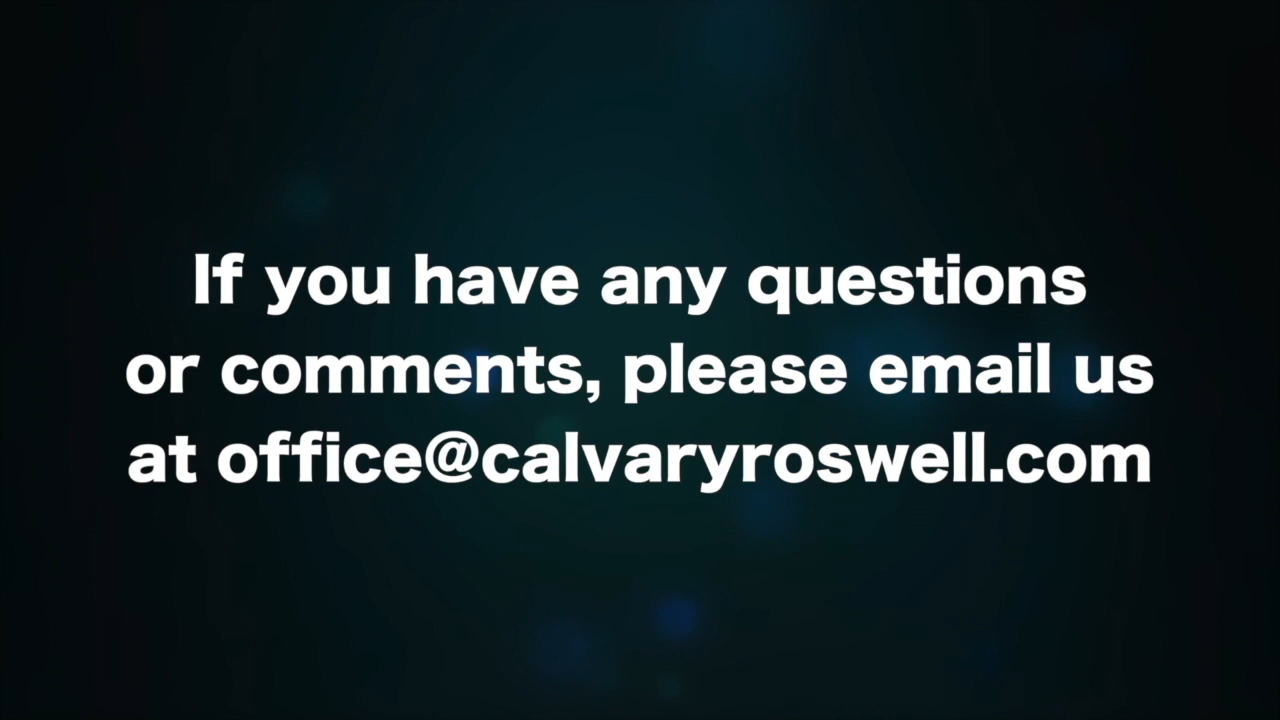 If you have any questions
or comments, please email us
at office@calvaryroswell.com